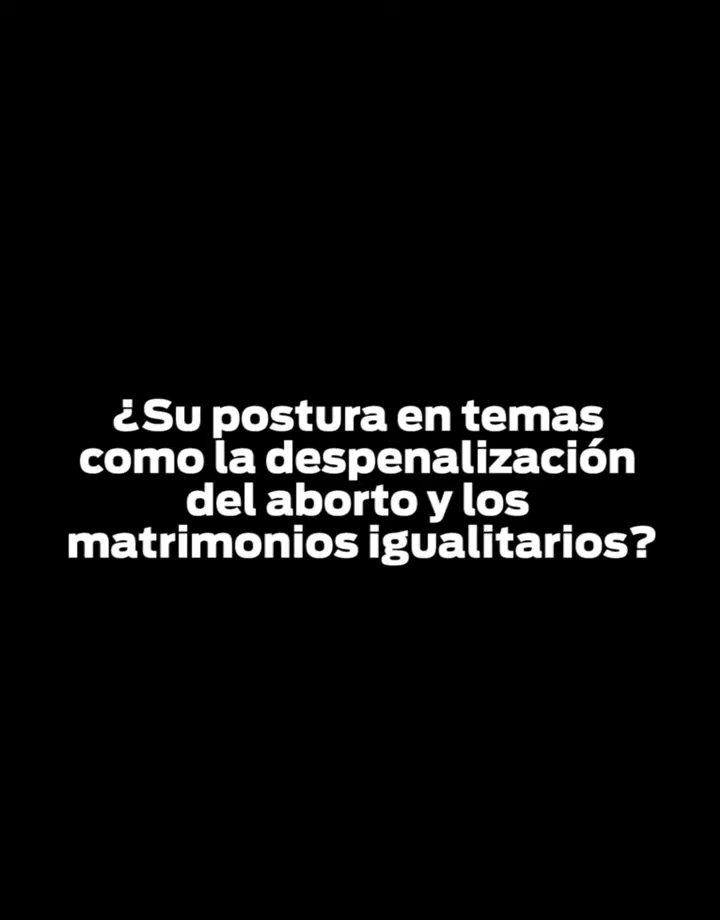 ¿Su postura en temas
como la despenalización
del aborto y los
matrimonios igualitarios?